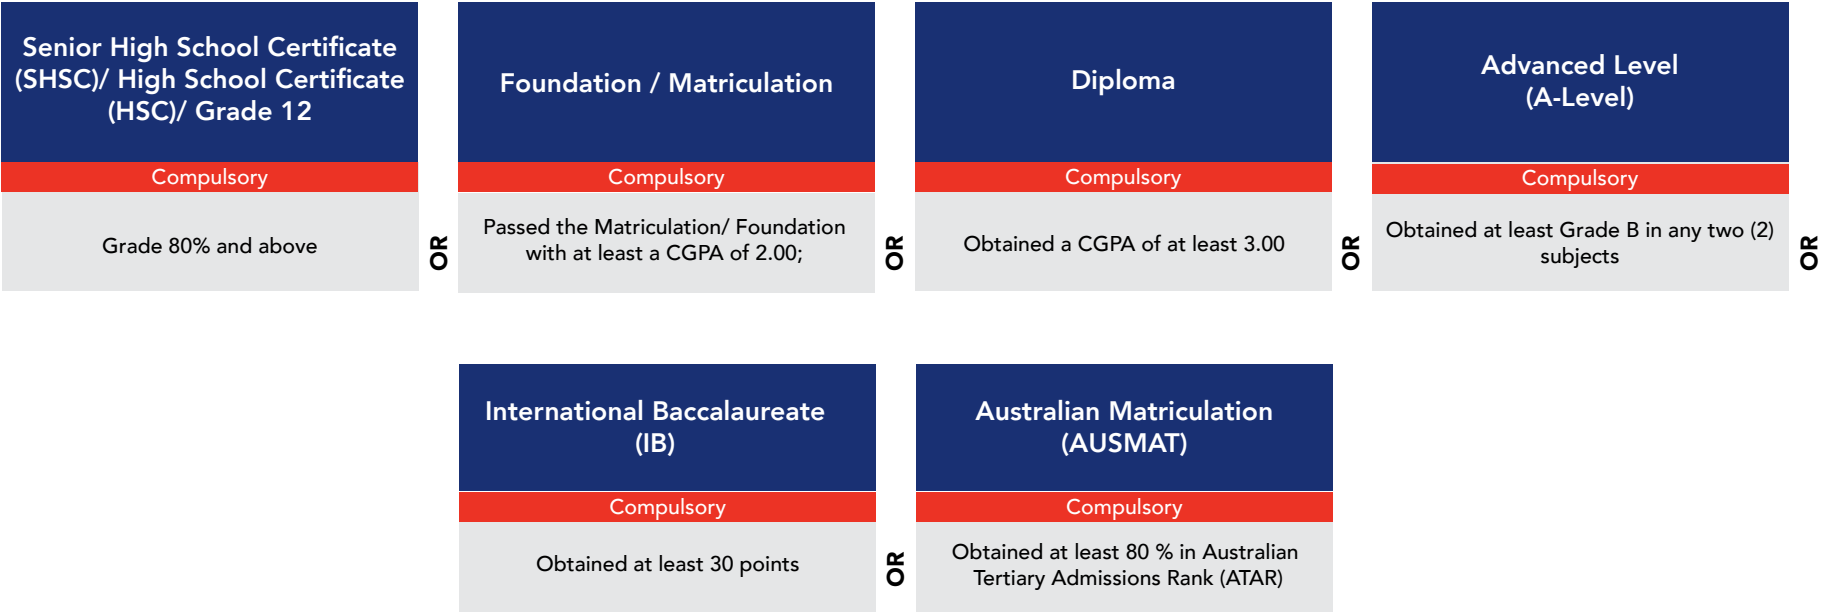 Senior High School Certificate
(SHSC)/ High School Certificate
(HSC)/ Grade 12
Compulsory
Grade 80% and above
OR
Foundation / Matriculation
Compulsory
Passed the Matriculation/ Foundation
with at least a CGPA of 2.00;
OR
Diploma
Compulsory
Obtained a CGPA of at least 3.00
OR
Advanced Level
(A-Level)
Compulsory
Obtained at least Grade B in any two (2)
subjects
OR
International Baccalaureate
(IB)
Compulsory
Obtained at least 30 points
OR
Australian Matriculation
(AUSMAT)
Compulsory
Obtained at least 80 % in Australian
Tertiary Admissions Rank (ATAR)